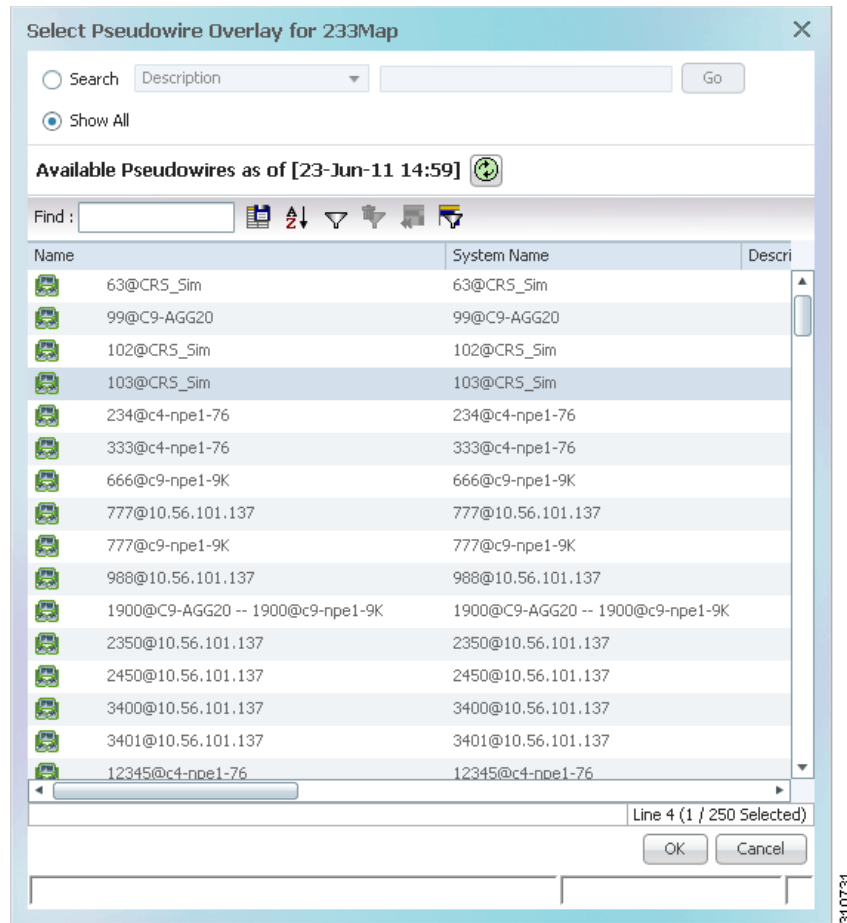 Select Pseudowire Overlay for 233Map
Search Description Go
Show All
Available Pseudowires as of [23-Jun-11 14:59]
Find :
Name System Name Descri
63@CRS_Sim 63@CRS_Sim
99@C9-AGG20 99@C9-AGG20
102@CRS_Sim 102@CRS_Sim
103@CRS_Sim 103@CRS_Sim
234@c4-npe1-76 234@c4-npe1-76
333@c4-npe1-76 333@c4-npe1-76
666@c9-npe1-9K 666@c9-npe1-9K
777@10.56.101.137 777@10.56.101.137
777@c9-npe1-9K 777@c9-npe1-9K
988@10.56.101.137 988@10.56.101.137
1900@C9-AGG20 -- 1900@c9-npe1-9K 1900@C9-AGG20 -- 1900@c9-npe1-9K
2350@10.56.101.137 2350@10.56.101.137
2450@10.56.101.137 2450@10.56.101.137
3400@10.56.101.137 3400@10.56.101.137
3401@10.56.101.137 3401@10.56.101.137
12345@c4-npe1-76 12345@c4-npe1-76
Line 4 (1 / 250 Selected)
OK Cancel
310731